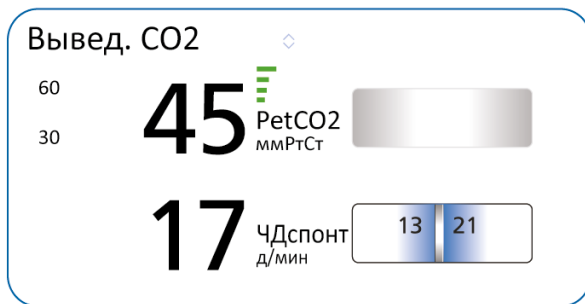 Вывед. CO2
60
30
45
PetCO2
ммРтСт
17
ЧДспонт
д/мин
13 21